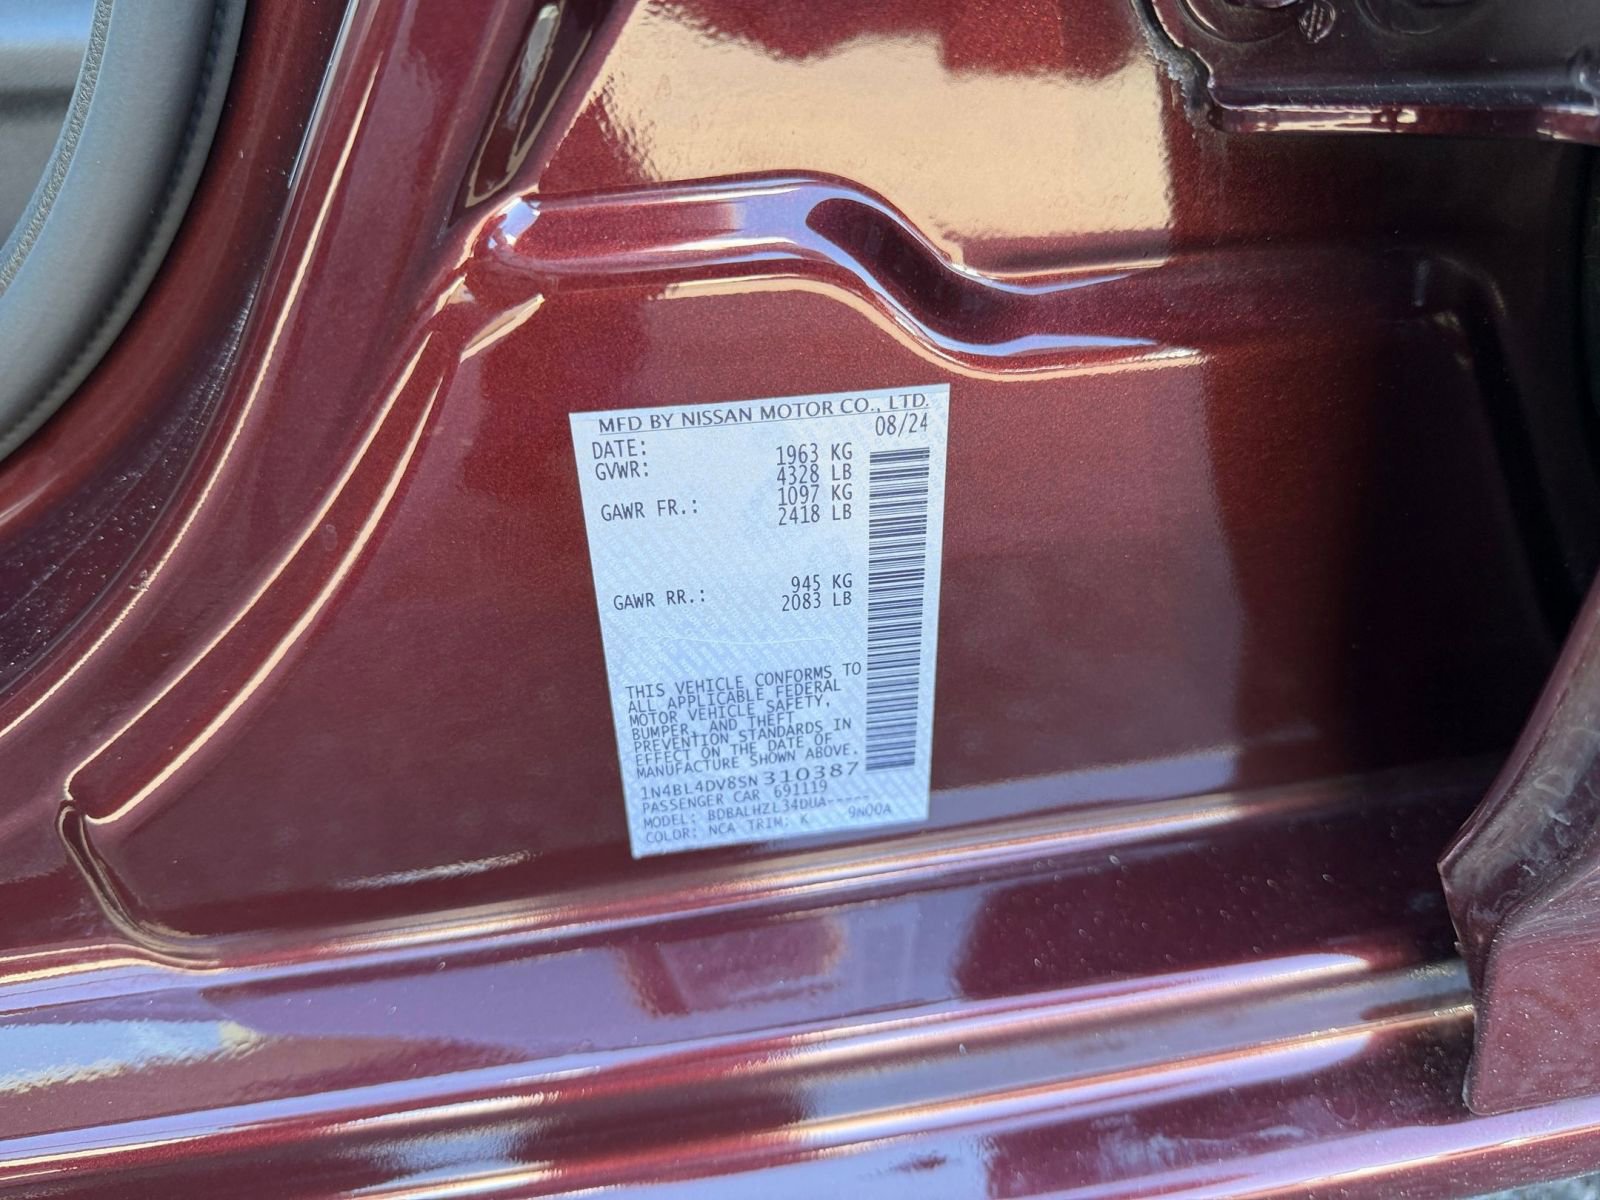 MFD BY NISSAN MOTOR CO., LTD.
DATE: 08/24
GVWR: 1963 KG
4328 LB
GAWR FR.: 1097 KG
2418 LB
GAWR RR.: 945 KG
2083 LB
THIS VEHICLE CONFORMS TO
ALL APPLICABLE FEDERAL
MOTOR VEHICLE SAFETY,
BUMPER, AND THEFT
PREVENTION STANDARDS IN
EFFECT ON THE DATE OF
MANUFACTURE SHOWN ABOVE.
1N4BL4DV8SN310387
PASSENGER CAR 691119
MODEL: BDBALHZL34DUA-----
COLOR: NCA TRIM: K 9N00A